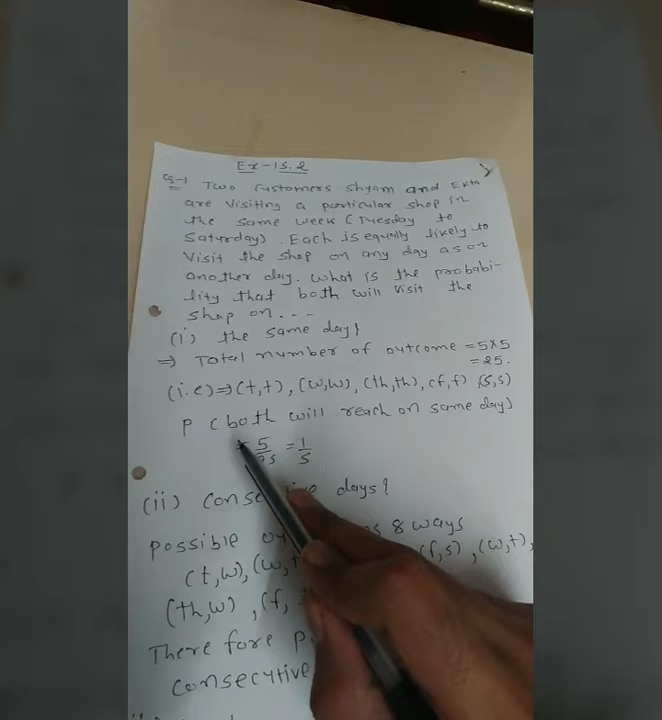 Ex-15.2
Q-1 Two customers shyam and Ekta
are visiting a particular shop in
the same week (Tuesday to
Saturday). Each is equally likely to
visit the shop on any day as on
another day. what is the probabi-
lity that both will visit the
shop on...
(i) the same day?
⇒ Total number of outcome = 5×5
= 25.
(i.e) ⇒ (t,t), (w,w), (th,th), (f,f) (s,s)
P (both will reach on same day)
= 5/25 = 1/5
(ii) days?
possible 8 ways
(t,w), (f,s), (w,t),
(th,w), (f,
There fore
consecutive